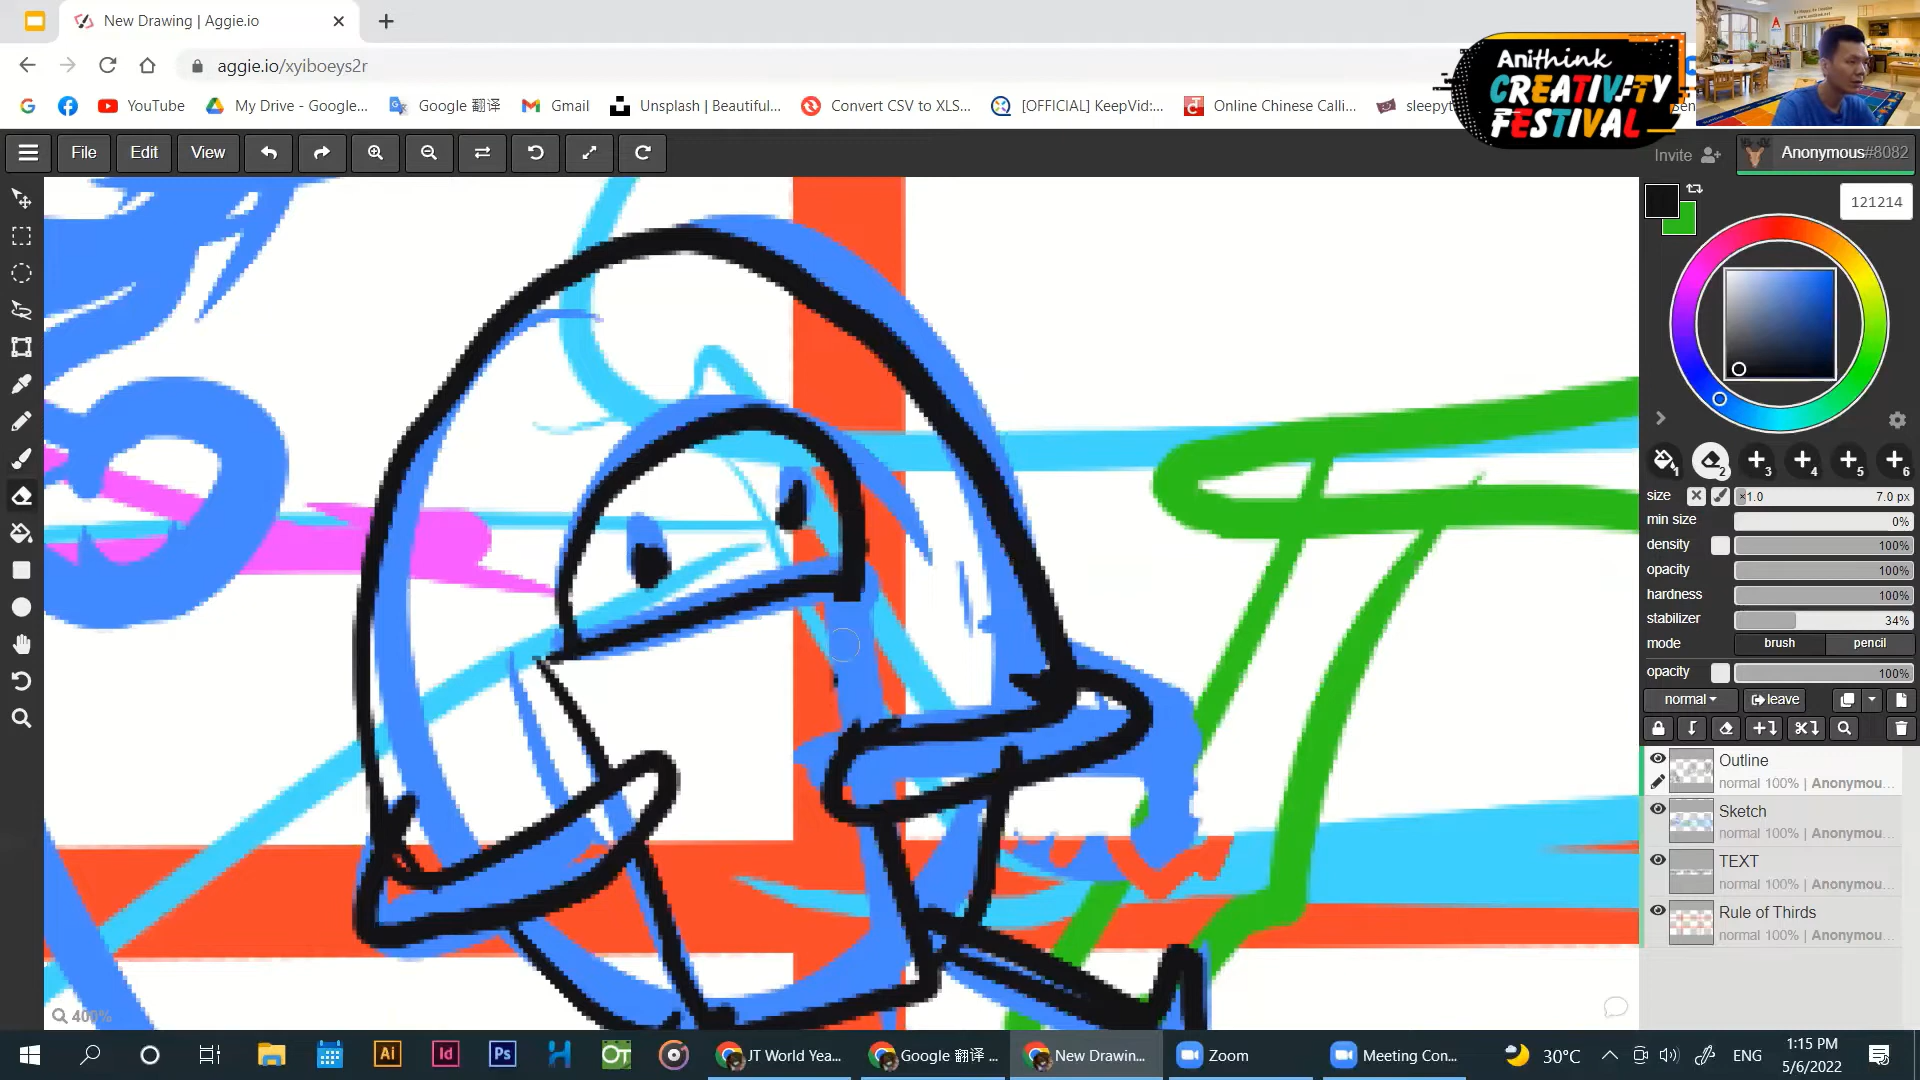 New Drawing | Aggie.io
aggie.io/xyiboeys2r
YouTube
My Drive - Google...
Google 翻译
Gmail
Unsplash | Beautiful...
Convert CSV to XLS...
[OFFICIAL] KeepVid:...
Online Chinese Calli...
sleepyt
AniThink
CREATIVITY
FESTIVAL
File
Edit
View
Invite
Anonymous#8082
121214
size
×1.0
7.0 px
min size
0%
density
100%
opacity
100%
hardness
100%
stabilizer
34%
mode
brush
pencil
opacity
100%
normal
leave
Outline
normal 100% | Anonymou...
Sketch
normal 100% | Anonymou...
TEXT
normal 100% | Anonymou...
Rule of Thirds
normal 100% | Anonymou...
400%
JT World Yea...
Google 翻译 ...
New Drawin...
Zoom
Meeting Con...
30°C
ENG
1:15 PM
5/6/2022